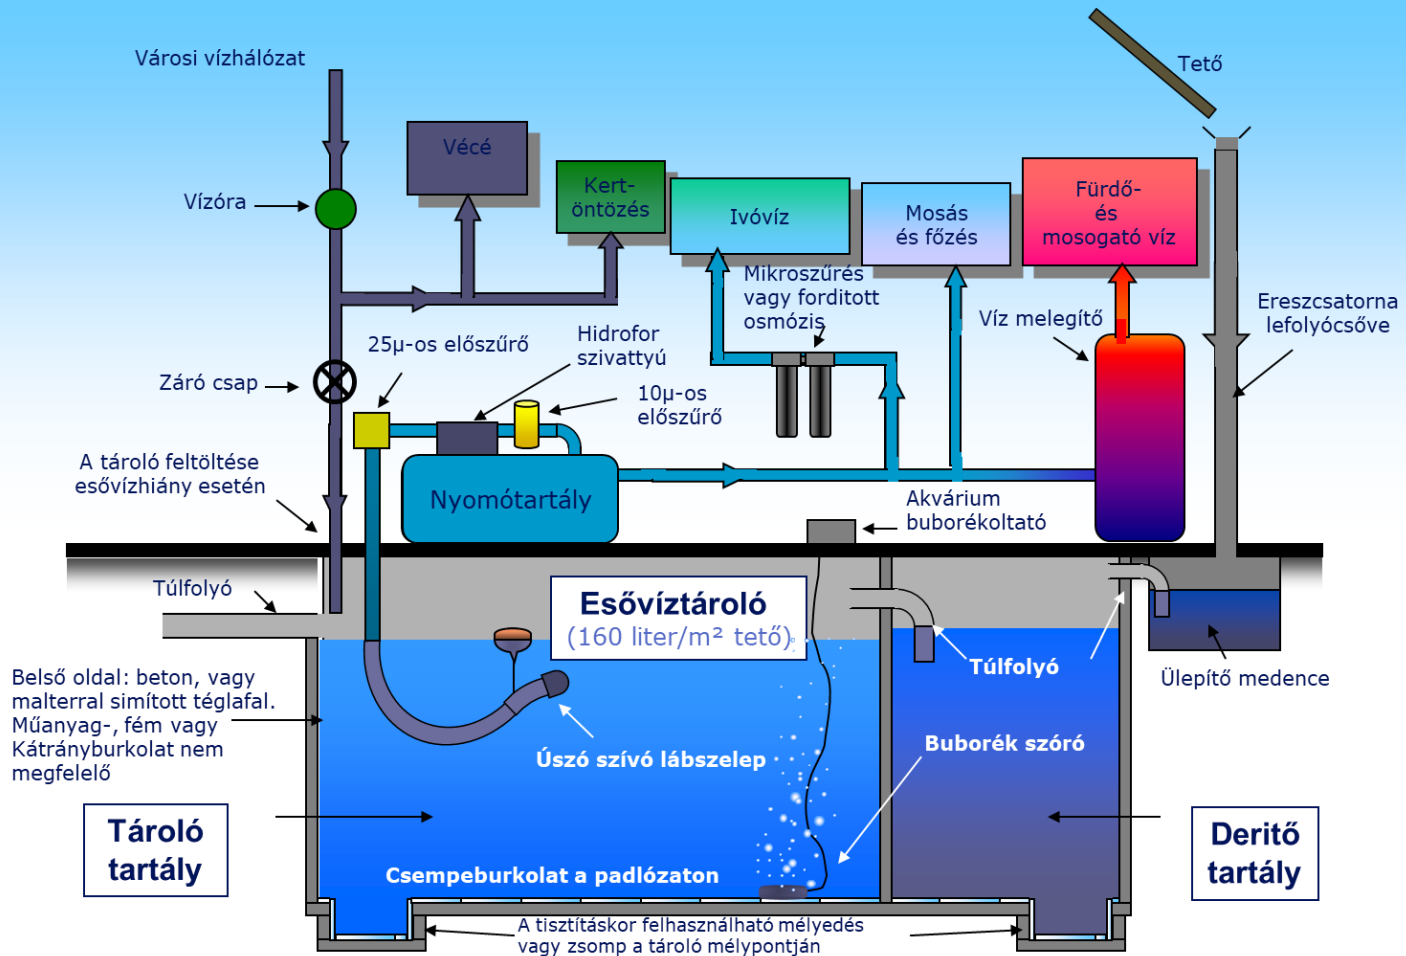 Városi vízhálózat
Tető
Vécé
Vízóra
Kert-
öntözés
Ivóvíz
Mosás
és főzés
Fürdő-
és
mosogató víz
Mikroszűrés
vagy forditott
osmózis
Víz melegítő
Ereszcsatorna
lefolyócsöve
25μ-os előszűrő
Hidrofor
szivattyú
Záró csap
10μ-os
előszűrő
A tároló feltöltése
esővízhiány esetén
Nyomótartály
Akvárium
buborékoltató
Túlfolyó
Esővíztároló
(160 liter/m² tető)
Túlfolyó
Ülepítő medence
Belső oldal: beton, vagy
malterral simított téglafal.
Műanyag-, fém vagy
Kátrányburkolat nem
megfelelő
Úszó szívó lábszelep
Buborék szóró
Tároló
tartály
Deritő
tartály
Csempeburkolat a padlózaton
A tisztításkor felhasználható mélyedés
vagy zsomp a tároló mélypontján